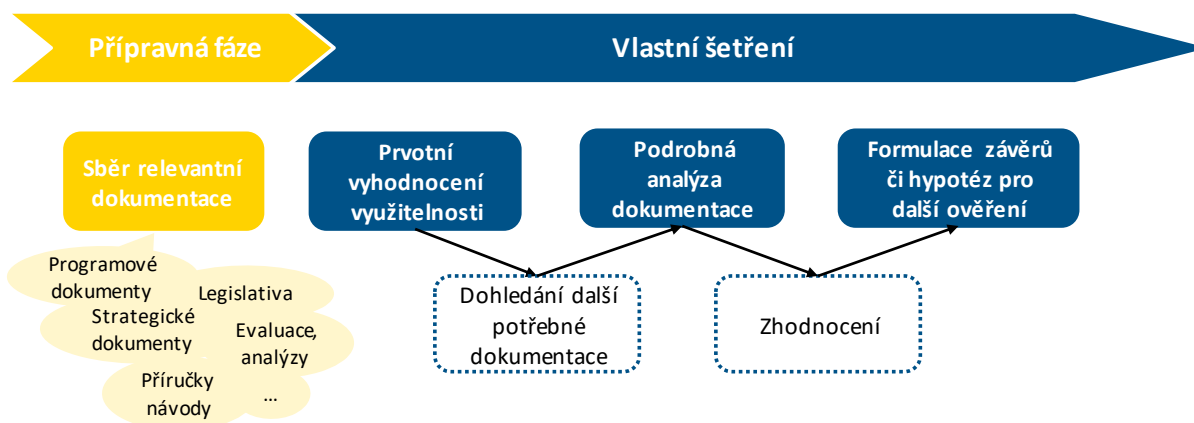 Přípravná fáze
Vlastní šetření
Sběr relevantní
dokumentace
Prvotní
vyhodnocení
využitelnosti
Podrobná
analýza
dokumentace
Formulace závěrů
či hypotéz pro
další ověření
Programové
dokumenty
Legislativa
Strategické
dokumenty
Evaluace,
analýzy
Příručky
návody
...
Dohledání další
potřebné
dokumentace
Zhodnocení